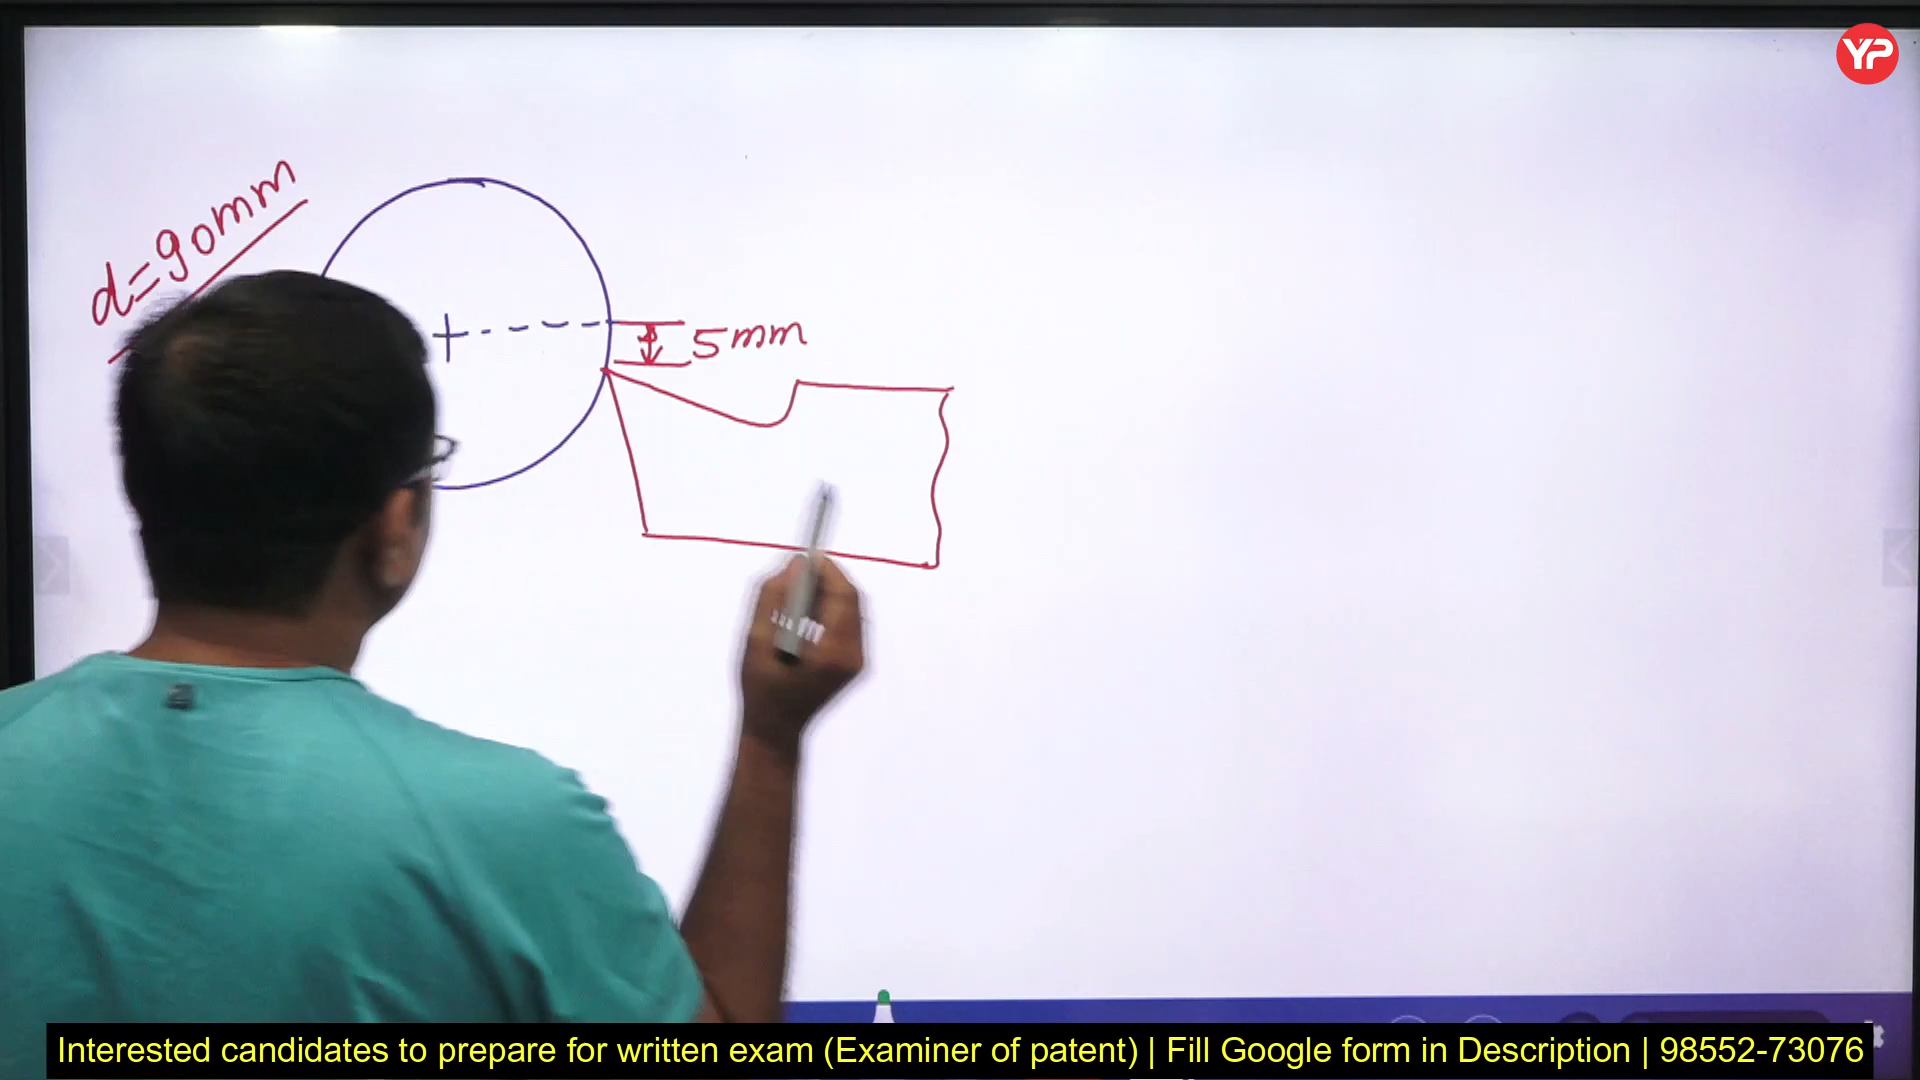 YP
d=90mm
5mm
Interested candidates to prepare for written exam (Examiner of patent) | Fill Google form in Description | 98552-73076